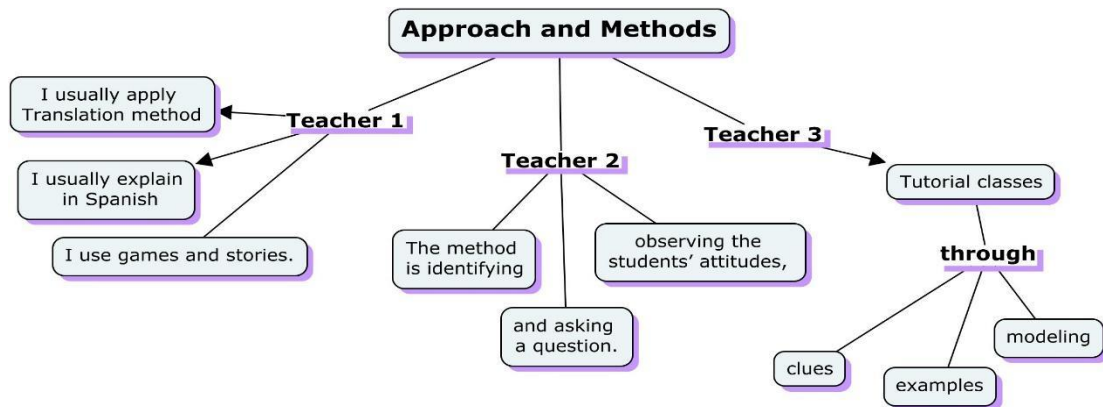 Approach and Methods
I usually apply
Translation method
Teacher 1
I usually explain
in Spanish
I use games and stories.
Teacher 2
The method
is identifying
and asking
a question.
observing the
students’ attitudes,
Teacher 3
Tutorial classes
through
clues
examples
modeling